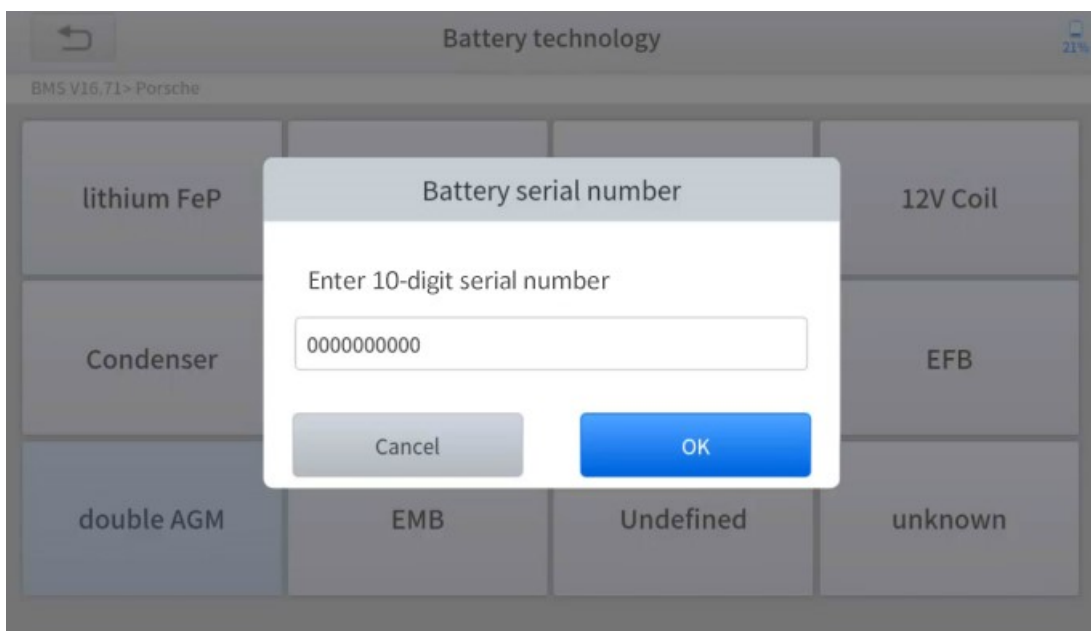 Battery technology
21%
BMS V16.71> Porsche
lithium FeP
12V Coil
Battery serial number
Enter 10-digit serial number
0000000000
Condenser
EFB
Cancel
OK
double AGM
EMB
Undefined
unknown